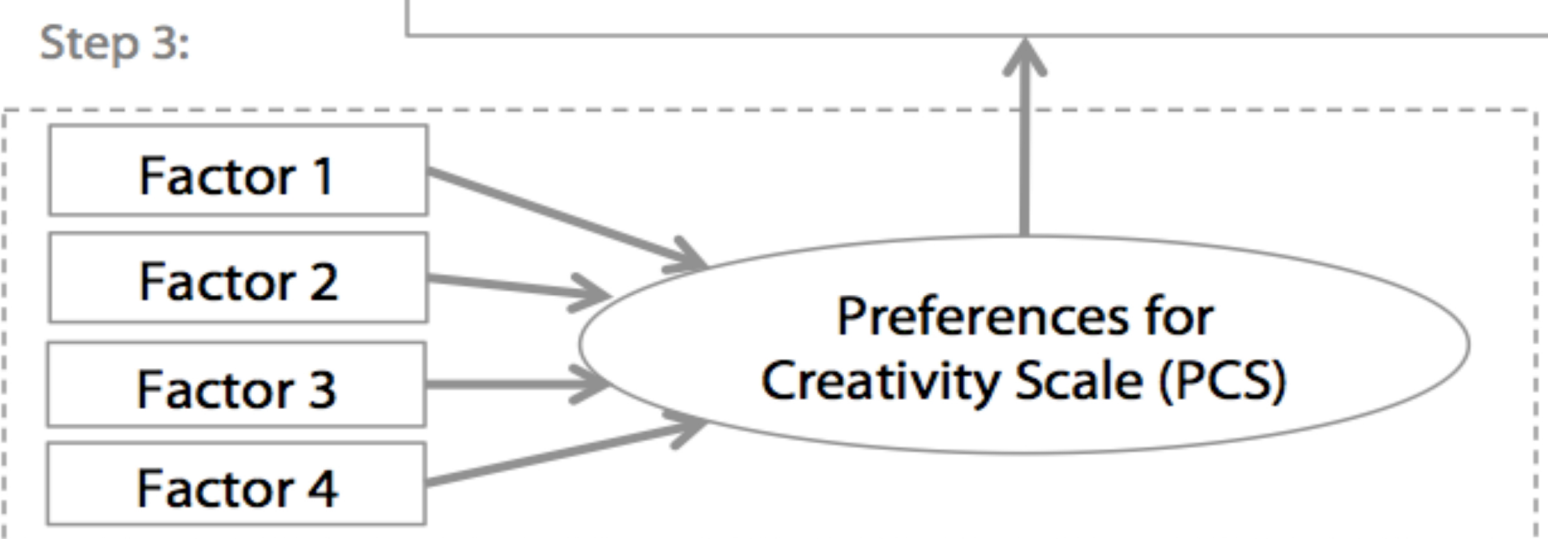 Step 3:
Factor 1
Factor 2
Factor 3
Factor 4
Preferences for
Creativity Scale (PCS)